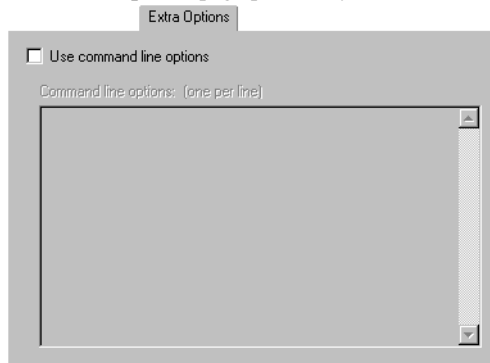 Extra Options
Use command line options
Command line options: (one per line)